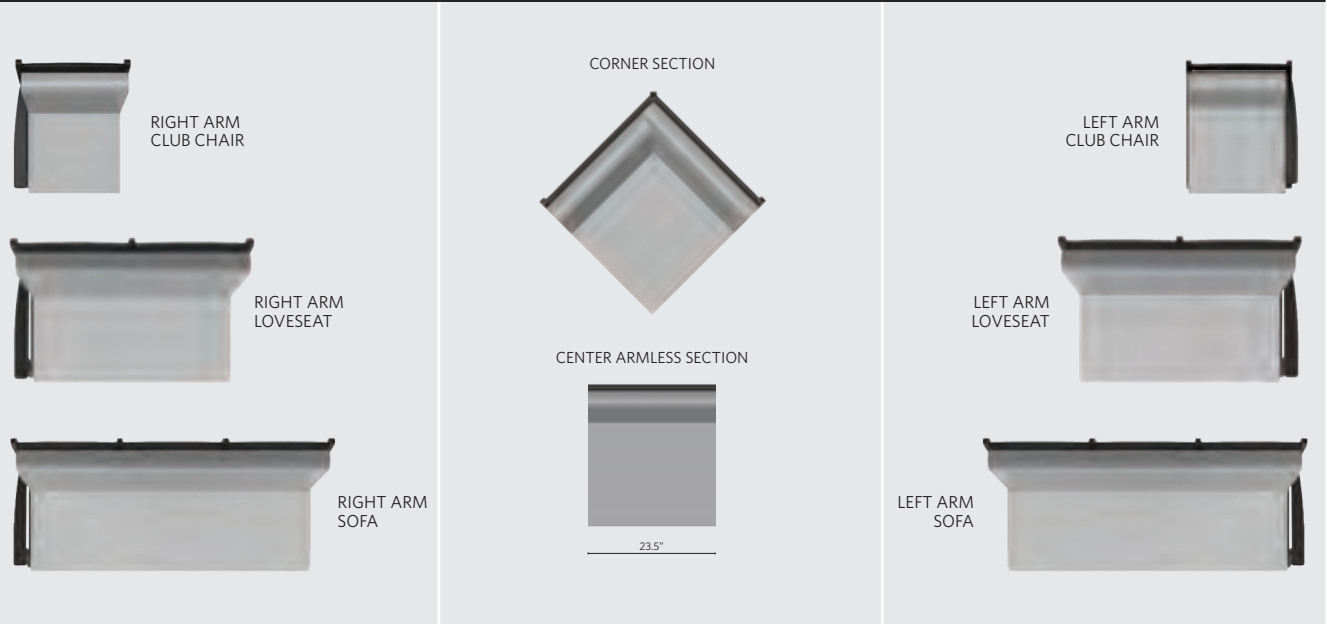 RIGHT ARM
CLUB CHAIR
RIGHT ARM
LOVESEAT
RIGHT ARM
SOFA
CORNER SECTION
CENTER ARMLESS SECTION
23.5"
LEFT ARM
CLUB CHAIR
LEFT ARM
LOVESEAT
LEFT ARM
SOFA